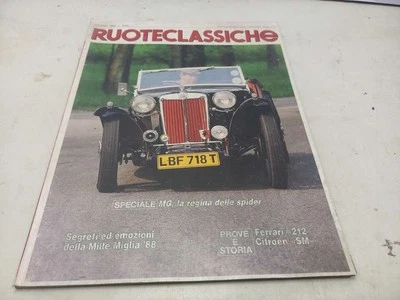 RUOTECLASSICHE
LBF 718T
SPECIALE MG, la regina delle spider
Segreti ed emozioni
della Mille Miglia '88
PROVE
E
STORIA
Ferrari 212
Citroën SM